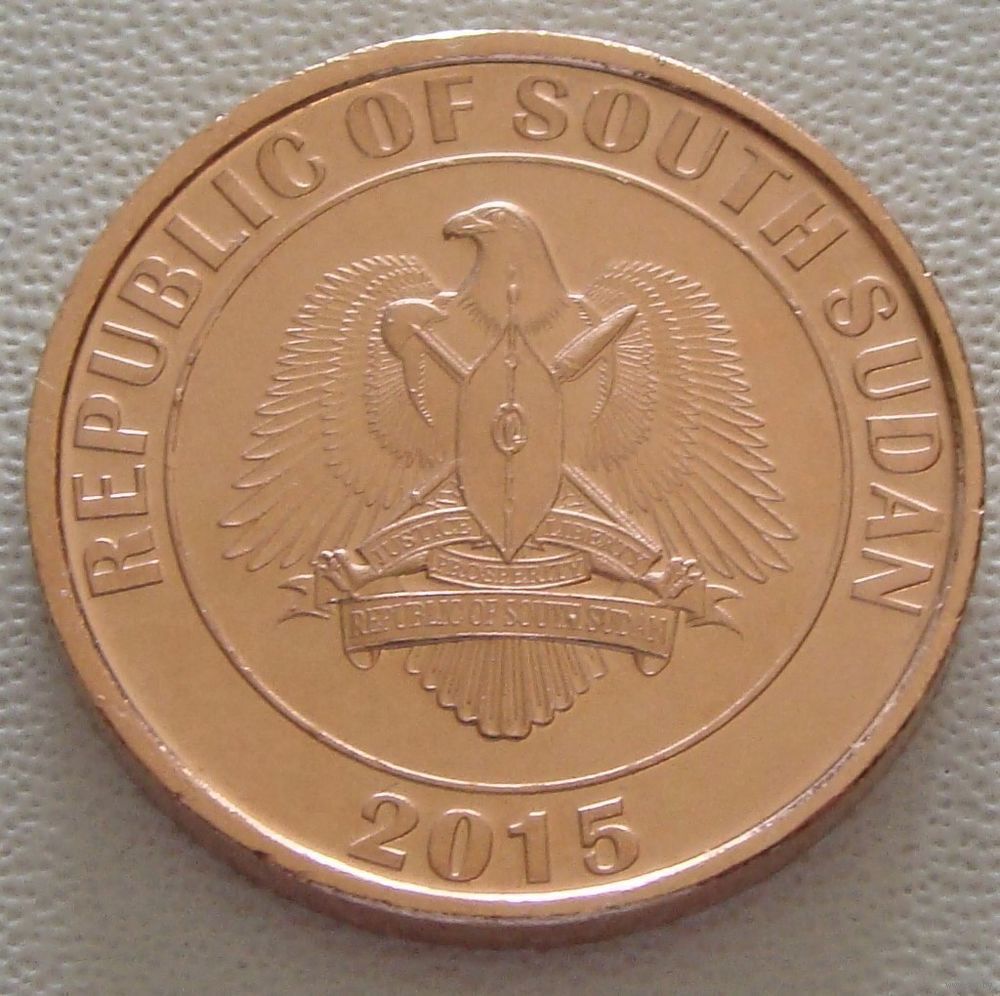 REPUBLIC OF SOUTH SUDAN
JUSTICE LIBERTY
PROSPERITY
REPUBLIC OF SOUTH SUDAN
2015